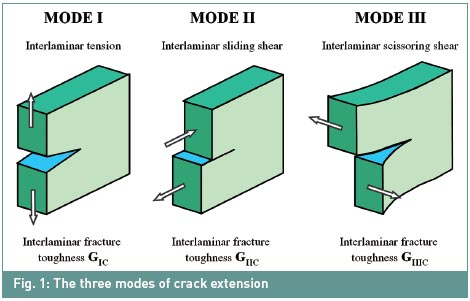 MODE I
Interlaminar tension
Interlaminar fracture
toughness GIC
MODE II
Interlaminar sliding shear
Interlaminar fracture
toughness GIIC
MODE III
Interlaminar scissoring shear
Interlaminar fracture
toughness GIIIC
Fig. 1: The three modes of crack extension